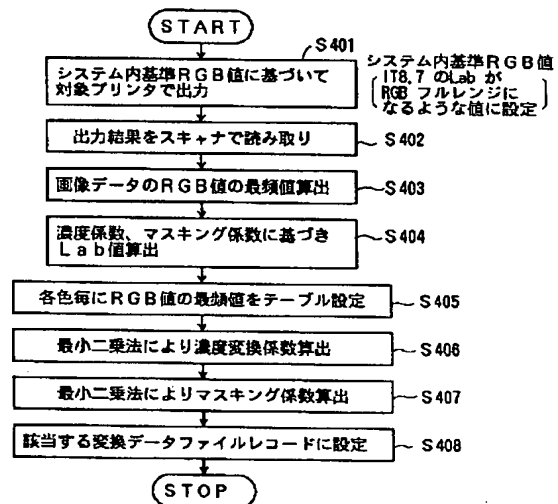 START
S401
システム内基準RGB値に基づいて
対象プリンタで出力
システム内基準RGB値
IT8.7 のLab が
RGB フルレンジに
なるような値に設定
出力結果をスキャナで読み取り
S402
画像データのRGB値の最頻値算出
S403
濃度係数、マスキング係数に基づき
Lab値算出
S404
各色毎にRGB値の最頻値をテーブル設定
S405
最小二乗法により濃度変換係数算出
S406
最小二乗法によりマスキング係数算出
S407
該当する変換データファイルレコードに設定
S408
STOP